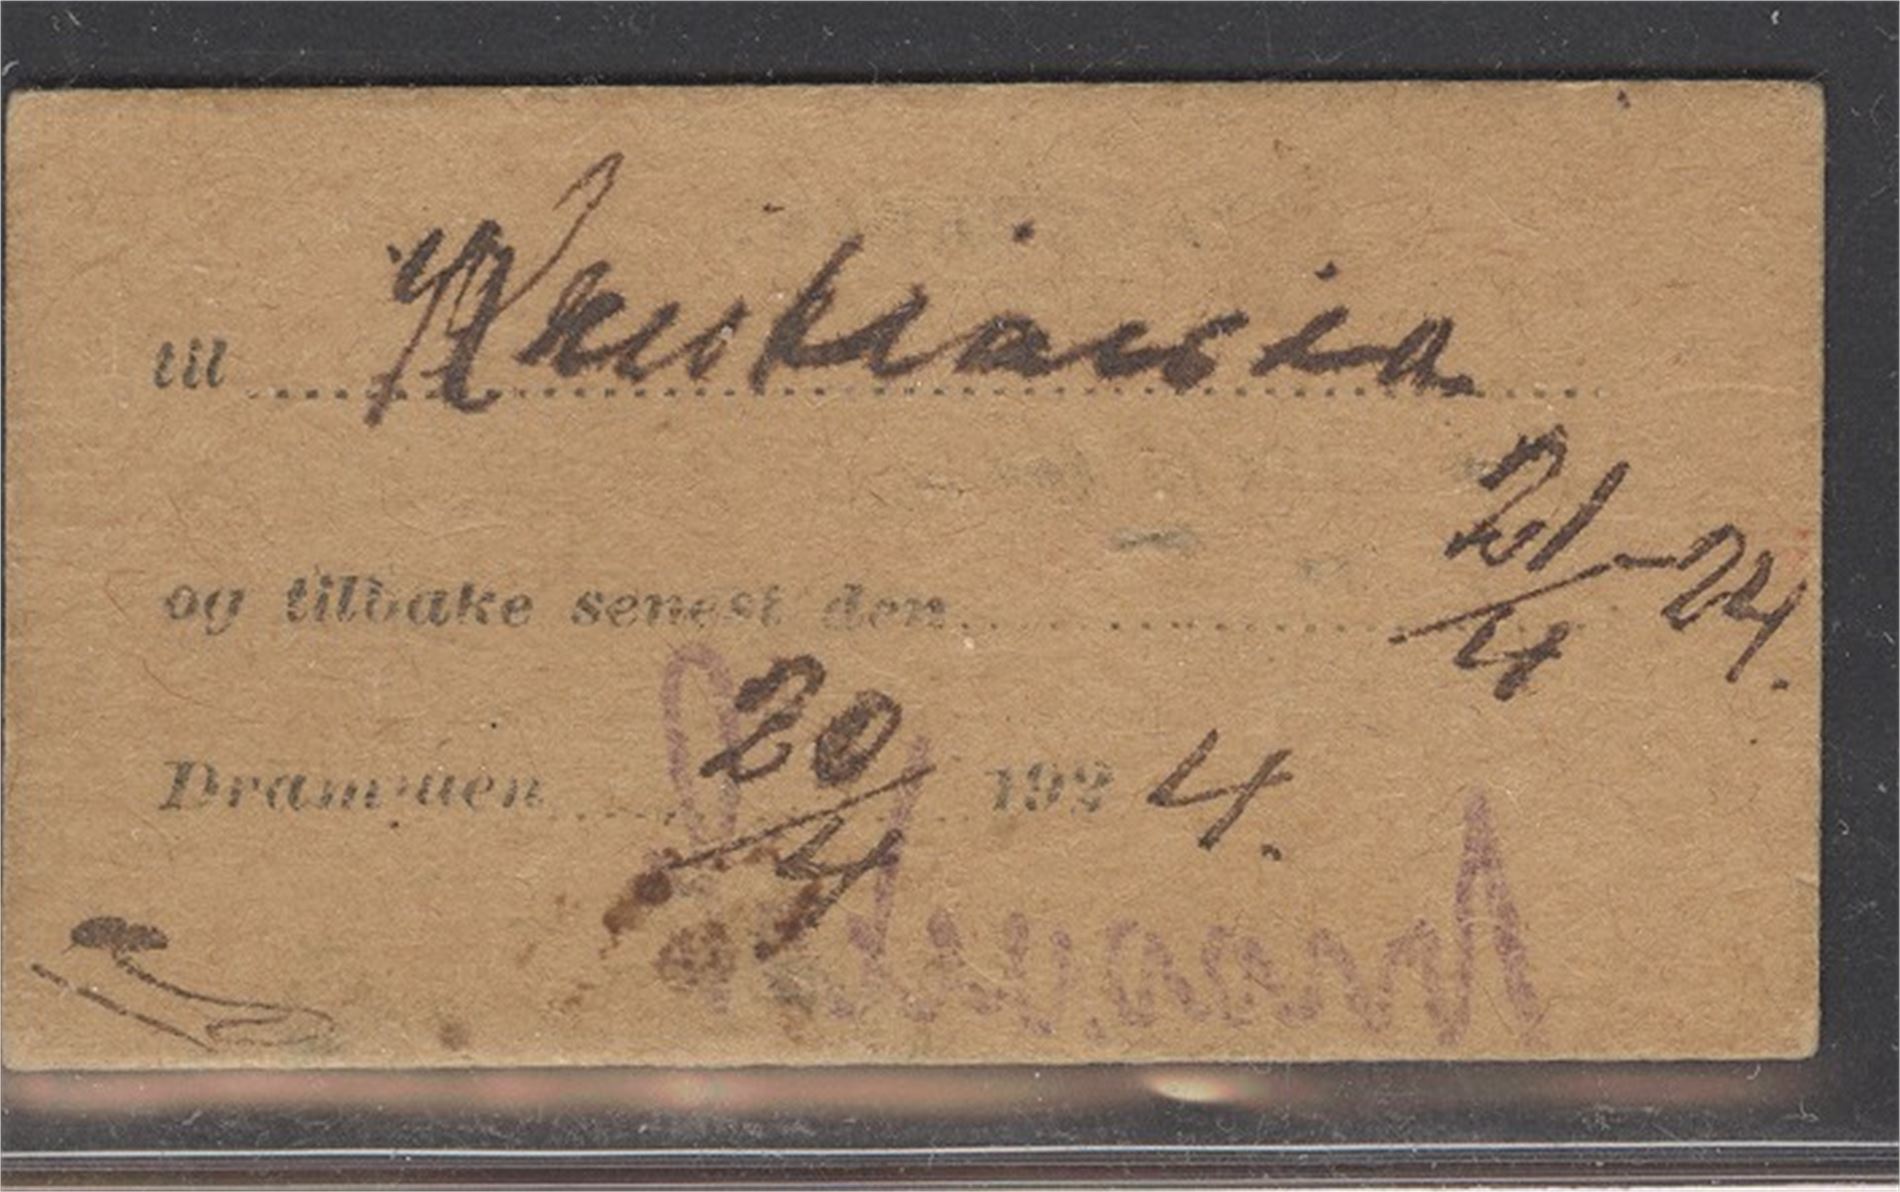 til Kristiania
og tilbake senest den 21/4-24.
Drammen 20/4 1924.